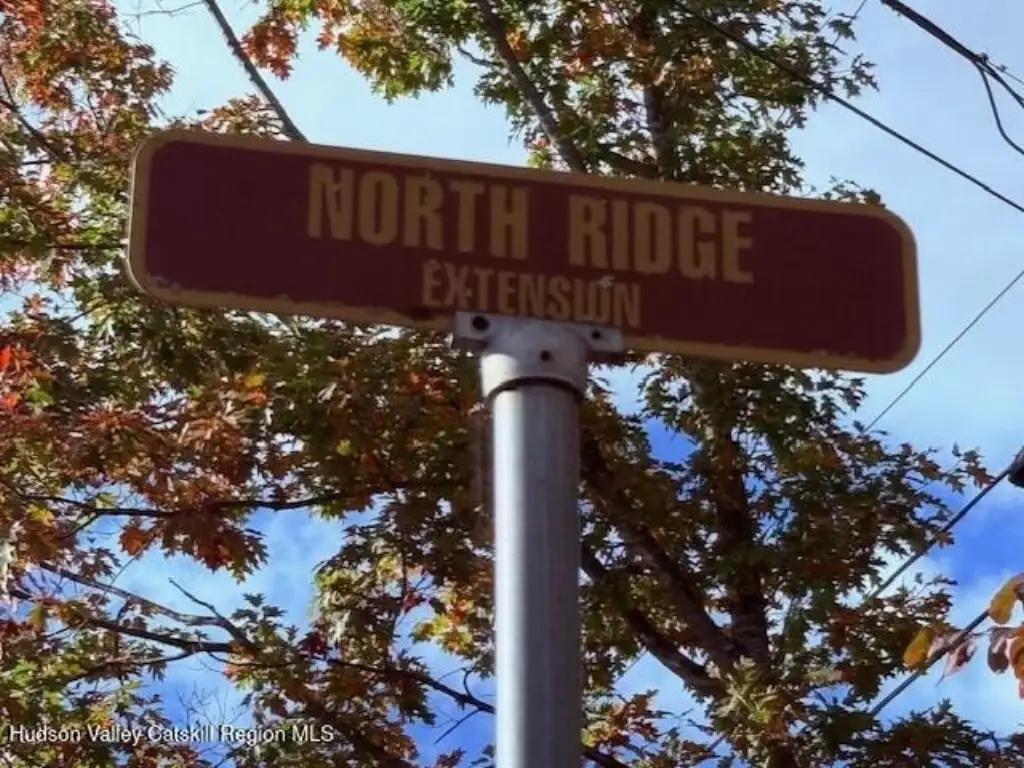 NORTH RIDGE
EXTENSION
Hudson Valley Catskill Region MLS